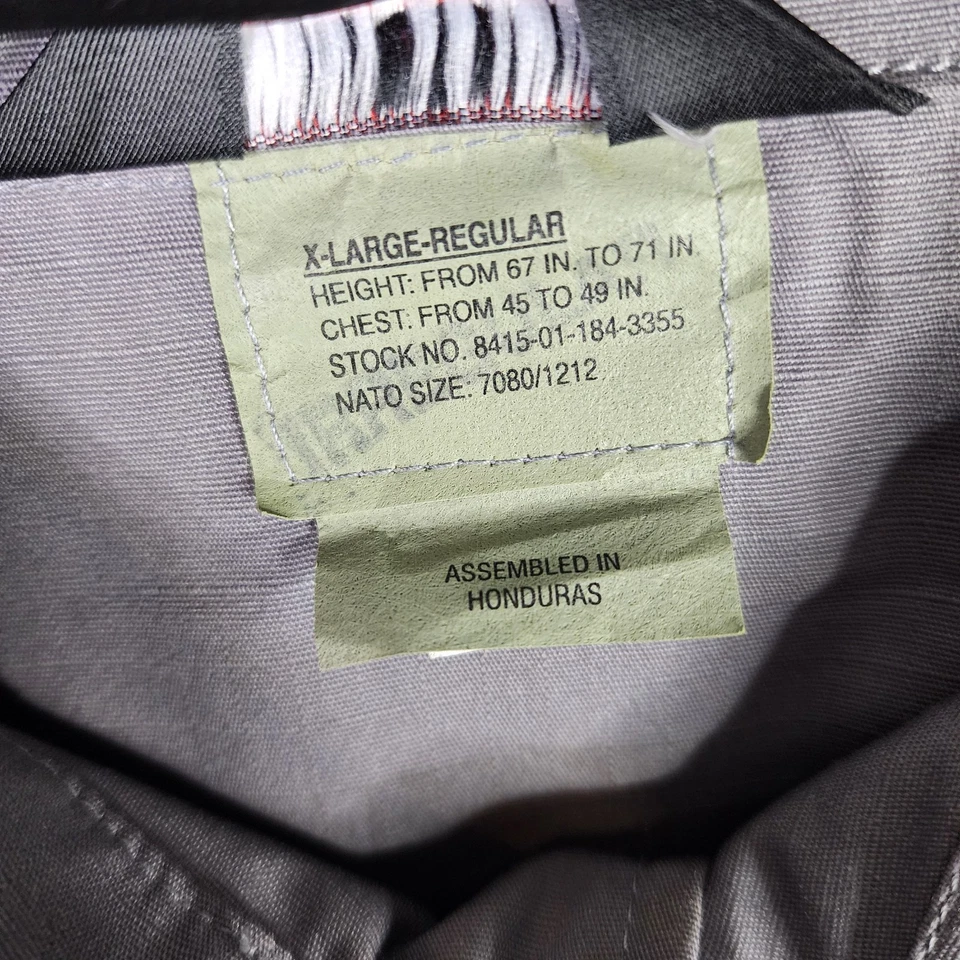 X-LARGE-REGULAR
HEIGHT: FROM 67 IN. TO 71 IN.
CHEST: FROM 45 TO 49 IN.
STOCK NO. 8415-01-184-3355
NATO SIZE: 7080/1212
ASSEMBLED IN
HONDURAS